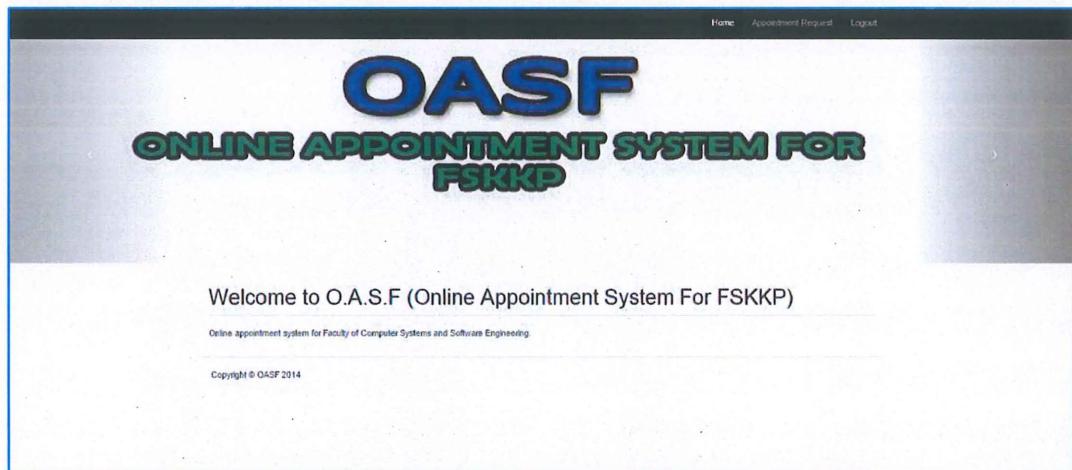 Home Appointment Request Logout
OASF
ONLINE APPOINTMENT SYSTEM FOR
FSKKP
Welcome to O.A.S.F (Online Appointment System For FSKKP)
Online appointment system for Faculty of Computer Systems and Software Engineering.
Copyright © OASF 2014